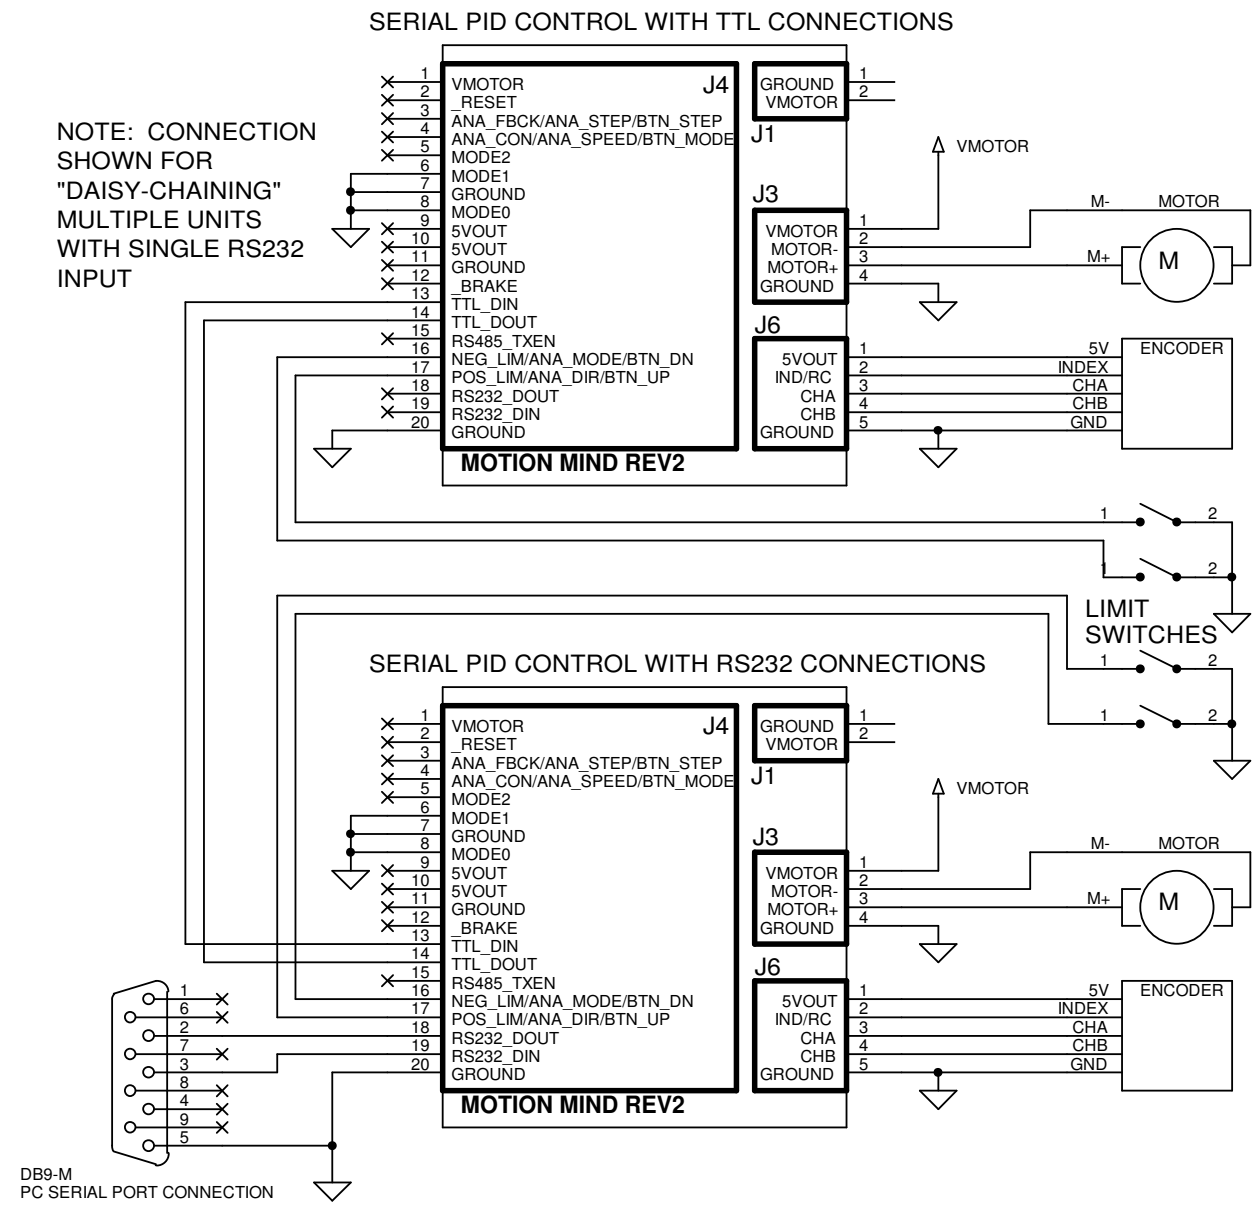 SERIAL PID CONTROL WITH TTL CONNECTIONS
NOTE: CONNECTION
SHOWN FOR
"DAISY-CHAINING"
MULTIPLE UNITS
WITH SINGLE RS232
INPUT
J4
1 VMOTOR
2 _RESET
3 ANA_FBCK/ANA_STEP/BTN_STEP
4 ANA_CON/ANA_SPEED/BTN_MODE
5 MODE2
6 MODE1
7 GROUND
8 MODE0
9 5VOUT
10 5VOUT
11 GROUND
12 _BRAKE
13 TTL_DIN
14 TTL_DOUT
15 RS485_TXEN
16 NEG_LIM/ANA_MODE/BTN_DN
17 POS_LIM/ANA_DIR/BTN_UP
18 RS232_DOUT
19 RS232_DIN
20 GROUND
MOTION MIND REV2
GROUND 1
VMOTOR 2
J1
VMOTOR
J3
VMOTOR 1
MOTOR- 2
MOTOR+ 3
GROUND 4
M- MOTOR
M+ M
J6
5VOUT 1 5V
IND/RC 2 INDEX
CHA 3 CHA
CHB 4 CHB
GROUND 5 GND
ENCODER
1 2
1 2
LIMIT
SWITCHES
1 2
1 2
SERIAL PID CONTROL WITH RS232 CONNECTIONS
J4
1 VMOTOR
2 _RESET
3 ANA_FBCK/ANA_STEP/BTN_STEP
4 ANA_CON/ANA_SPEED/BTN_MODE
5 MODE2
6 MODE1
7 GROUND
8 MODE0
9 5VOUT
10 5VOUT
11 GROUND
12 _BRAKE
13 TTL_DIN
14 TTL_DOUT
15 RS485_TXEN
16 NEG_LIM/ANA_MODE/BTN_DN
17 POS_LIM/ANA_DIR/BTN_UP
18 RS232_DOUT
19 RS232_DIN
20 GROUND
MOTION MIND REV2
GROUND 1
VMOTOR 2
J1
VMOTOR
J3
VMOTOR 1
MOTOR- 2
MOTOR+ 3
GROUND 4
M- MOTOR
M+ M
J6
5VOUT 1 5V
IND/RC 2 INDEX
CHA 3 CHA
CHB 4 CHB
GROUND 5 GND
ENCODER
1
6
2
7
3
8
4
9
5
DB9-M
PC SERIAL PORT CONNECTION